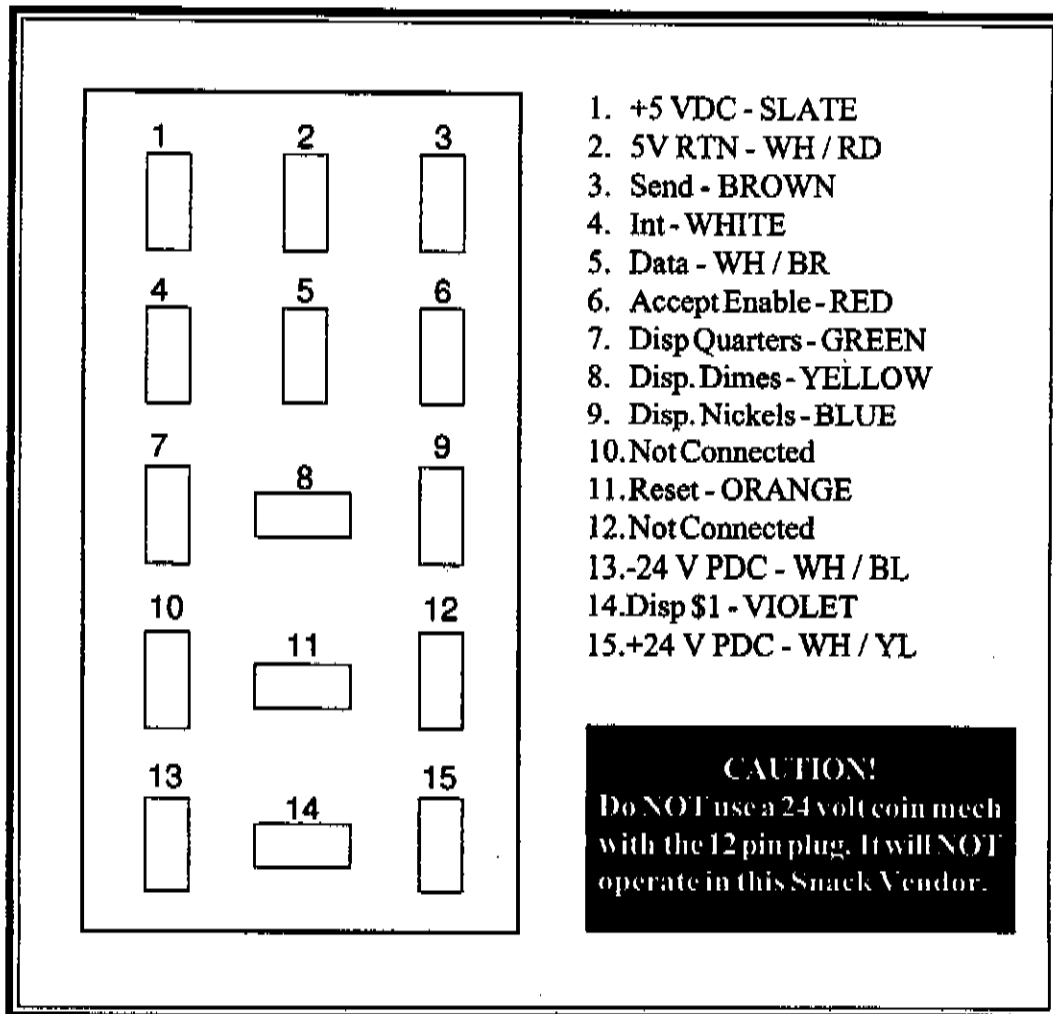 1 2 3
4 5 6
7 8 9
10 11 12
13 14 15
1. +5 VDC - SLATE
2. 5V RTN - WH / RD
3. Send - BROWN
4. Int - WHITE
5. Data - WH / BR
6. Accept Enable - RED
7. Disp Quarters - GREEN
8. Disp. Dimes - YELLOW
9. Disp. Nickels - BLUE
10. Not Connected
11. Reset - ORANGE
12. Not Connected
13. -24 V PDC - WH / BL
14. Disp $1 - VIOLET
15. +24 V PDC - WH / YL
CAUTION!
Do NOT use a 24 volt coin mech
with the 12 pin plug. It will NOT
operate in this Snack Vendor.